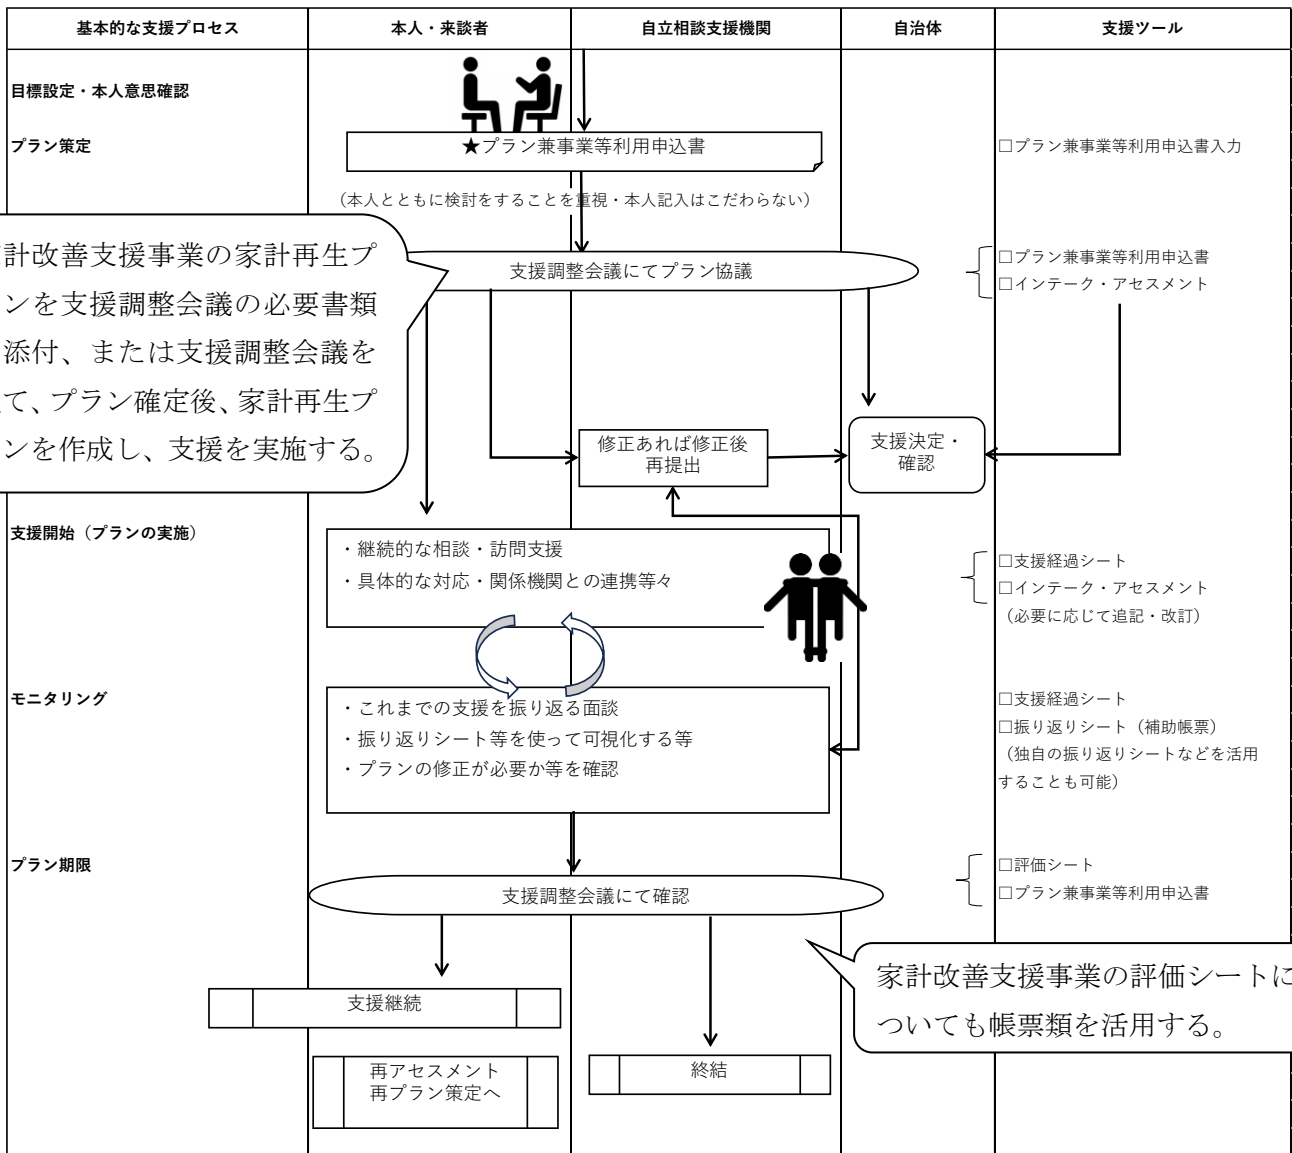 基本的な支援プロセス
本人・来談者
自立相談支援機関
自治体
支援ツール
目標設定・本人意思確認
プラン策定
★プラン兼事業等利用申込書
□プラン兼事業等利用申込書入力
（本人とともに検討をすることを重視・本人記入はこだわらない）
計改善支援事業の家計再生プ
ンを支援調整会議の必要書類
添付、または支援調整会議を
て、プラン確定後、家計再生プ
ンを作成し、支援を実施する。
支援調整会議にてプラン協議
□プラン兼事業等利用申込書
□インテーク・アセスメント
修正あれば修正後
再提出
支援決定・
確認
支援開始（プランの実施）
・継続的な相談・訪問支援
・具体的な対応・関係機関との連携等々
□支援経過シート
□インテーク・アセスメント
（必要に応じて追記・改訂）
モニタリング
・これまでの支援を振り返る面談
・振り返りシート等を使って可視化する等
・プランの修正が必要か等を確認
□支援経過シート
□振り返りシート（補助帳票）
（独自の振り返りシートなどを活用
することも可能）
プラン期限
支援調整会議にて確認
□評価シート
□プラン兼事業等利用申込書
家計改善支援事業の評価シートに
ついても帳票類を活用する。
支援継続
再アセスメント
再プラン策定へ
終結